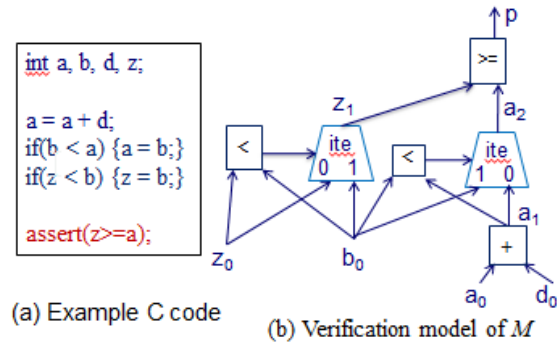 int a, b, d, z;
a = a + d;
if(b < a) {a = b;}
if(z < b) {z = b;}
assert(z>=a);
(a) Example C code
p
>=
z1
a2
<
ite
0 1
<
ite
1 0
a1
+
z0
b0
a0
d0
(b) Verification model of M